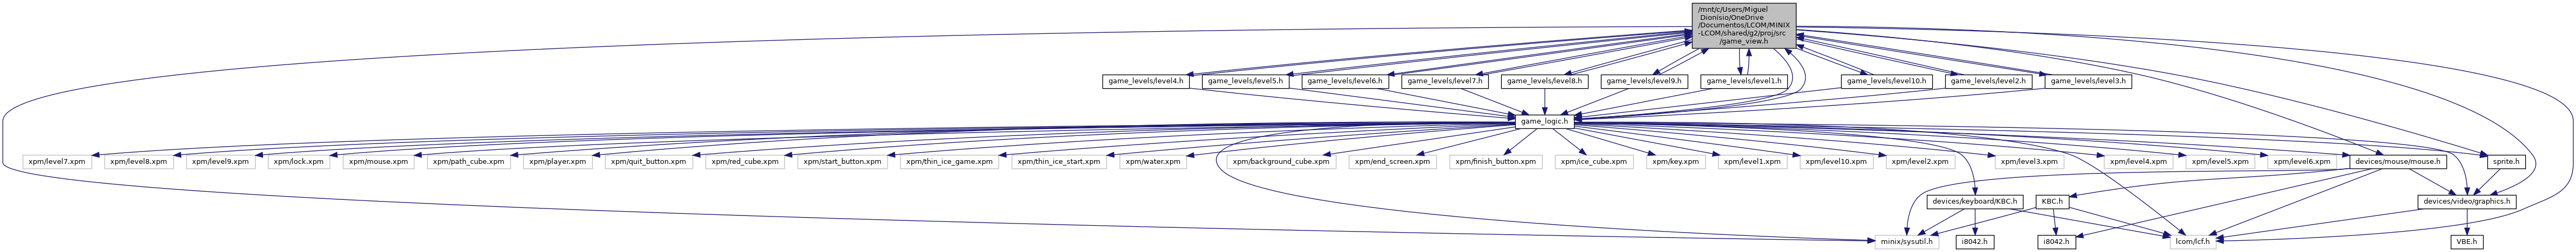 /mnt/c/Users/Miguel
Dionísio/OneDrive
/Documentos/LCOM/MINIX
-LCOM/shared/g2/proj/src
/game_view.h
game_levels/level4.h
game_levels/level5.h
game_levels/level6.h
game_levels/level7.h
game_levels/level8.h
game_levels/level9.h
game_levels/level1.h
game_levels/level10.h
game_levels/level2.h
game_levels/level3.h
game_logic.h
xpm/level7.xpm
xpm/level8.xpm
xpm/level9.xpm
xpm/lock.xpm
xpm/mouse.xpm
xpm/path_cube.xpm
xpm/player.xpm
xpm/quit_button.xpm
xpm/red_cube.xpm
xpm/start_button.xpm
xpm/thin_ice_game.xpm
xpm/thin_ice_start.xpm
xpm/water.xpm
xpm/background_cube.xpm
xpm/end_screen.xpm
xpm/finish_button.xpm
xpm/ice_cube.xpm
xpm/key.xpm
xpm/level1.xpm
xpm/level10.xpm
xpm/level2.xpm
xpm/level3.xpm
xpm/level4.xpm
xpm/level5.xpm
xpm/level6.xpm
devices/mouse/mouse.h
sprite.h
devices/keyboard/KBC.h
KBC.h
devices/video/graphics.h
minix/sysutil.h
i8042.h
i8042.h
lcom/lcf.h
VBE.h